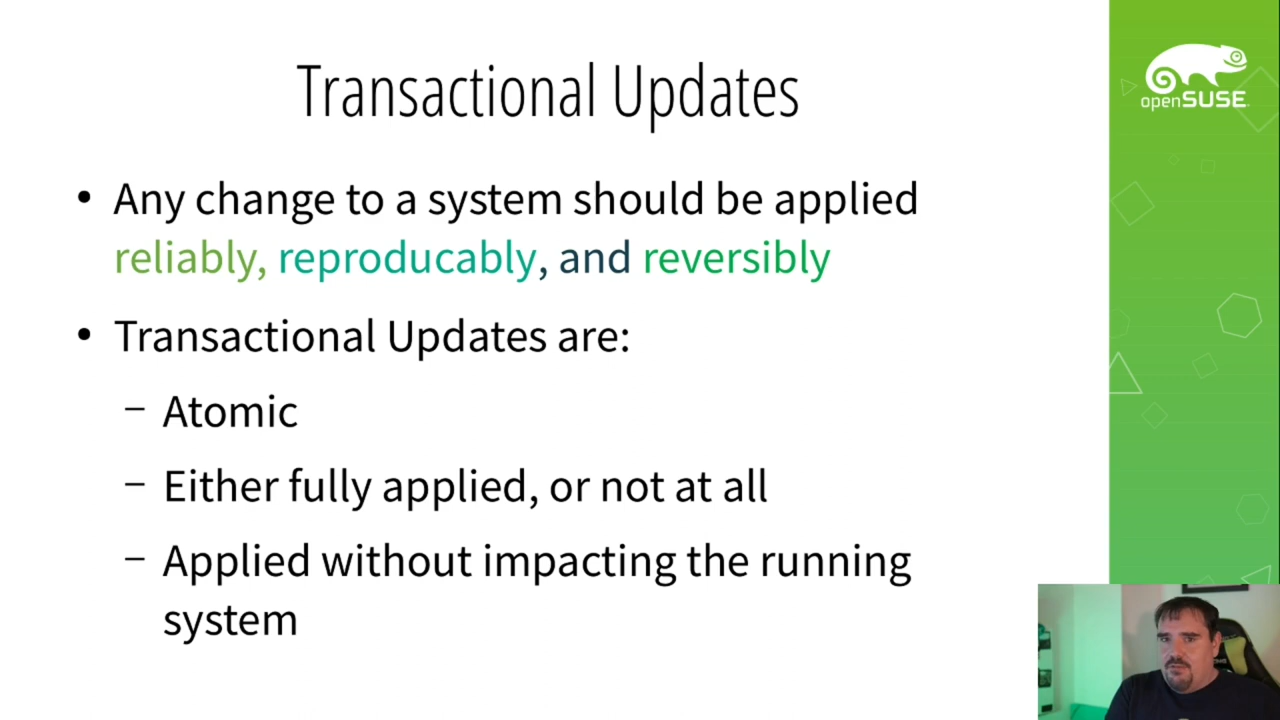 Transactional Updates
openSUSE
• Any change to a system should be applied
reliably, reproducably, and reversibly
• Transactional Updates are:
– Atomic
– Either fully applied, or not at all
– Applied without impacting the running
system